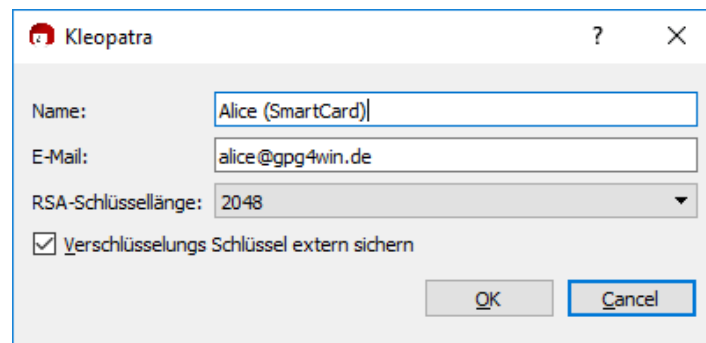 Kleopatra
Name: Alice (SmartCard)
E-Mail: alice@gpg4win.de
RSA-Schlüssellänge: 2048
Verschlüsselungs Schlüssel extern sichern
OK Cancel